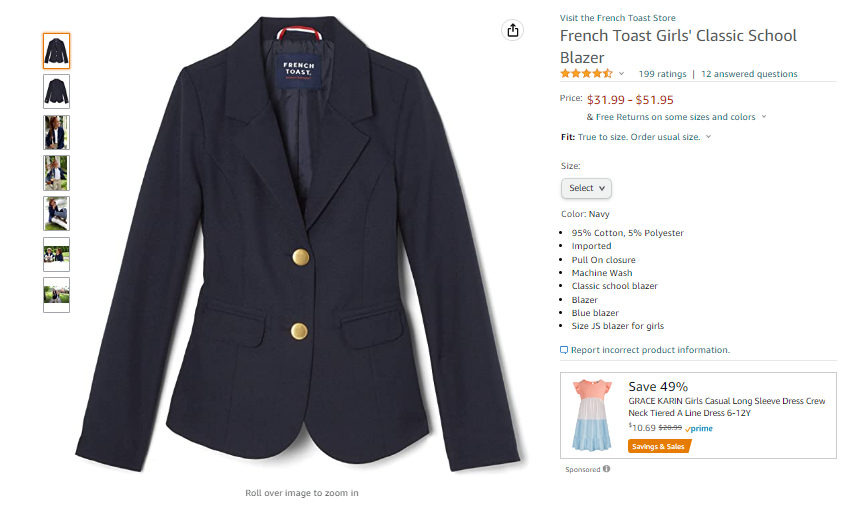 Visit the French Toast Store
French Toast Girls' Classic School
Blazer
199 ratings | 12 answered questions
Price: $31.99 - $51.95
& Free Returns on some sizes and colors
Fit: True to size. Order usual size.
Size:
Select
Color: Navy
95% Cotton, 5% Polyester
Imported
Pull On closure
Machine Wash
Classic school blazer
Blazer
Blue blazer
Size JS blazer for girls
Report incorrect product information.
Save 49%
GRACE KARIN Girls Casual Long Sleeve Dress Crew
Neck Tiered A Line Dress 6-12Y
$10.69 $20.99 prime
Savings & Sales
Sponsored
FRENCH
TOAST.
Roll over image to zoom in